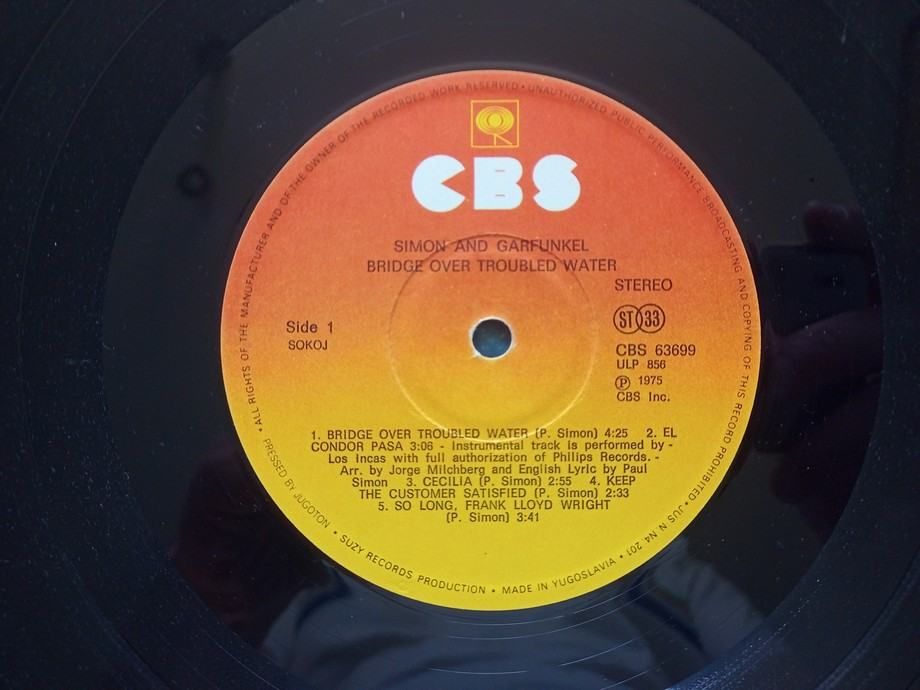 • ALL RIGHTS OF THE MANUFACTURER AND OF THE OWNER OF THE RECORDED WORK RESERVED • UNAUTHORIZED PUBLIC PERFORMANCE BROADCASTING AND COPYING OF THIS RECORD PROHIBITED • JUS N N4 201
CBS
SIMON AND GARFUNKEL
BRIDGE OVER TROUBLED WATER
STEREO
Side 1
SOKOJ
ST 33
CBS 63699
ULP 856
Ⓟ 1975
CBS Inc.
1. BRIDGE OVER TROUBLED WATER (P. Simon) 4:25 2. EL
CONDOR PASA 3:06 - Instrumental track is performed by -
Los Incas with full authorization of Philips Records. -
Arr. by Jorge Milchberg and English Lyric by Paul
Simon 3. CECILIA (P. Simon) 2:55 4. KEEP
THE CUSTOMER SATISFIED (P. Simon) 2:33
5. SO LONG, FRANK LLOYD WRIGHT
(P. Simon) 3:41
PRESSED BY JUGOTON • SUZY RECORDS PRODUCTION • MADE IN YUGOSLAVIA •